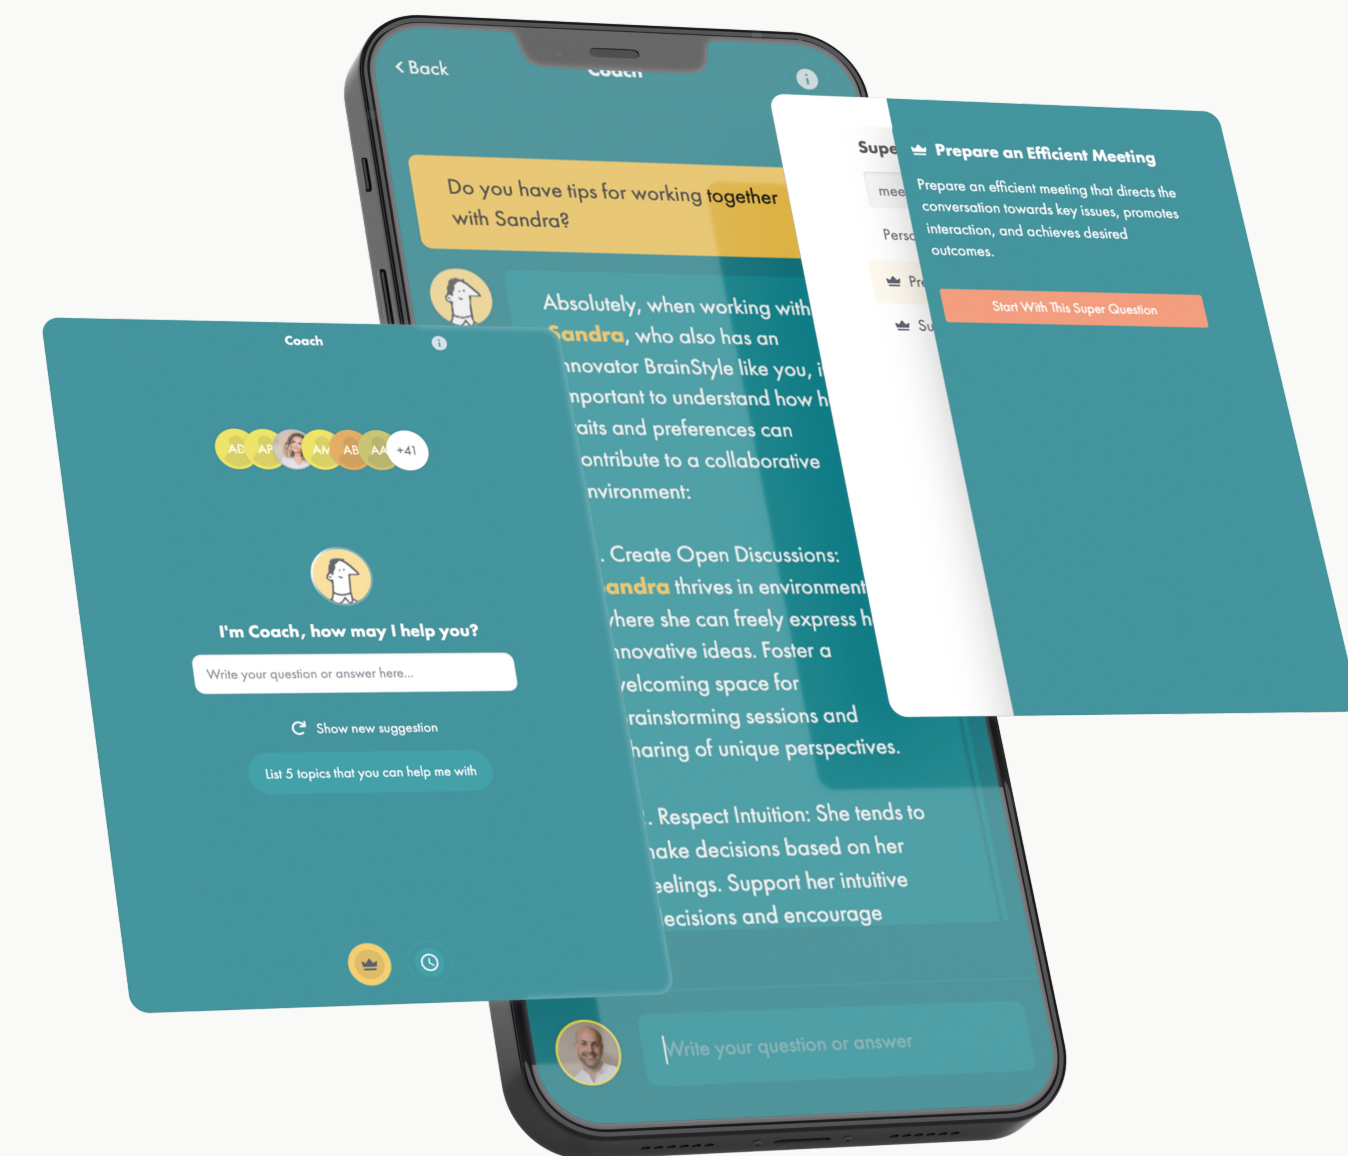 Back
Coach
Do you have tips for working together
with Sandra?
Absolutely, when working with
Sandra, who also has an
nnovator BrainStyle like you, i
mportant to understand how h
aits and preferences can
ontribute to a collaborative
nvironment:
. Create Open Discussions:
andra thrives in environment
here she can freely express h
nnovative ideas. Foster a
elcoming space for
rainstorming sessions and
haring of unique perspectives.
. Respect Intuition: She tends to
ake decisions based on her
eelings. Support her intuitive
ecisions and encourage
Write your question or answer
Coach
AD AP AN AB AA +41
I'm Coach, how may I help you?
Write your question or answer here...
Show new suggestion
List 5 topics that you can help me with
Supe
mee
Perso
Pre
Su
Prepare an Efficient Meeting
Prepare an efficient meeting that directs the
conversation towards key issues, promotes
interaction, and achieves desired
outcomes.
Start With This Super Question